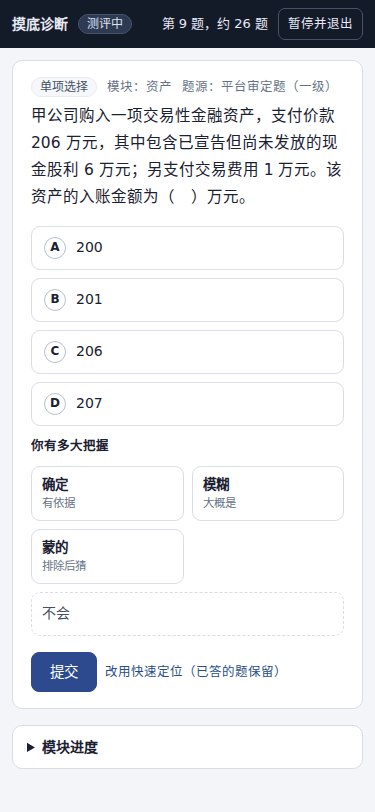 摸底诊断 测评中 第 9 题，约 26 题 暂停并退出
单项选择 模块：资产 题源：平台审定题（一级）
甲公司购入一项交易性金融资产，支付价款
206 万元，其中包含已宣告但尚未发放的现
金股利 6 万元；另支付交易费用 1 万元。该
资产的入账金额为（　）万元。
A 200
B 201
C 206
D 207
你有多大把握
确定 模糊
有依据 大概是
蒙的
排除后猜
不会
提交 改用快速定位（已答的题保留）
▶ 模块进度